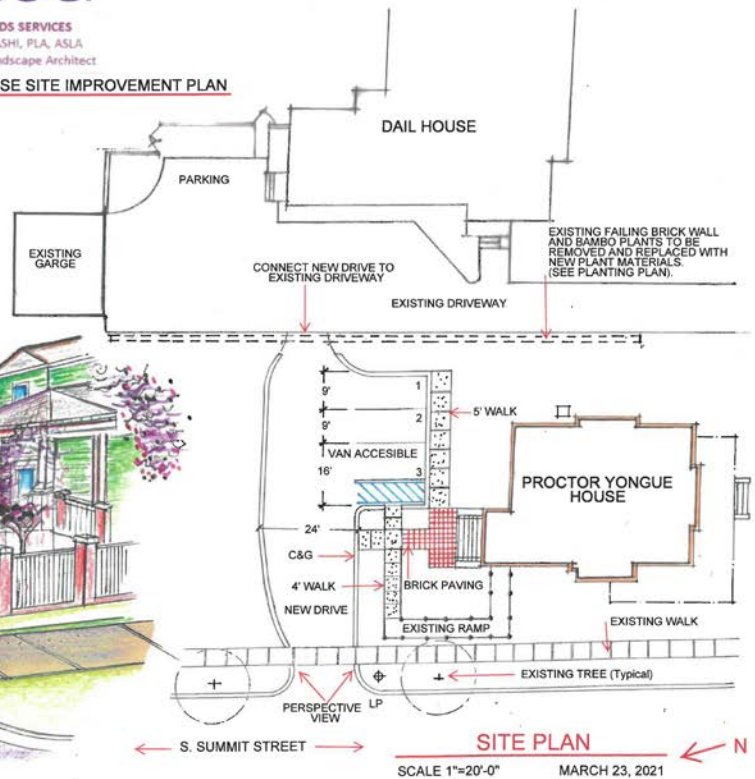 DS SERVICES
ASHI, PLA, ASLA
ndscape Architect
SE SITE IMPROVEMENT PLAN
DAIL HOUSE
PARKING
EXISTING
GARGE
EXISTING FAILING BRICK WALL
AND BAMBO PLANTS TO BE
REMOVED AND REPLACED WITH
NEW PLANT MATERIALS.
(SEE PLANTING PLAN).
CONNECT NEW DRIVE TO
EXISTING DRIVEWAY
EXISTING DRIVEWAY
9'
1
5' WALK
9'
2
VAN ACCESIBLE
16'
3
PROCTOR YONGUE
HOUSE
24'
C&G
4' WALK
BRICK PAVING
NEW DRIVE
EXISTING RAMP
EXISTING WALK
EXISTING TREE (Typical)
PERSPECTIVE
VIEW
LP
S. SUMMIT STREET
SITE PLAN
N
SCALE 1"=20'-0"
MARCH 23, 2021